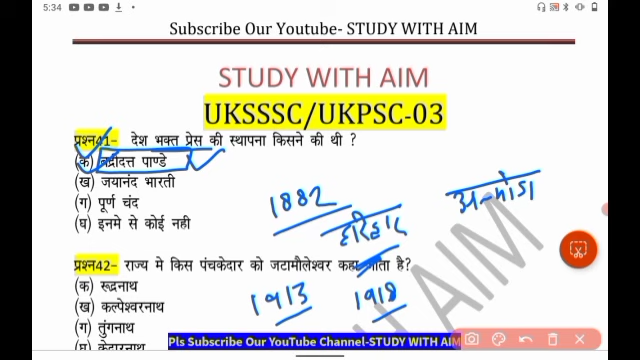 5:34
Subscribe Our Youtube- STUDY WITH AIM
STUDY WITH AIM
UKSSSC/UKPSC-03
प्रश्न41- देश भक्त प्रेस की स्थापना किसने की थी ?
(क) बद्रीदत्त पाण्डे
(ख) जयानंद भारती
(ग) पूर्ण चंद
(घ) इनमे से कोई नही
1882
हरिद्वार
अल्मोडा
प्रश्न42- राज्य मे किस पंचकेदार को जटामौलेश्वर कहा जाता है?
(क) रूद्रनाथ
(ख) कल्पेश्वरनाथ
(ग) तुंगनाथ
(घ) केदारनाथ
1913
1918
AIM
Pls Subscribe Our YouTube Channel-STUDY WITH AIM